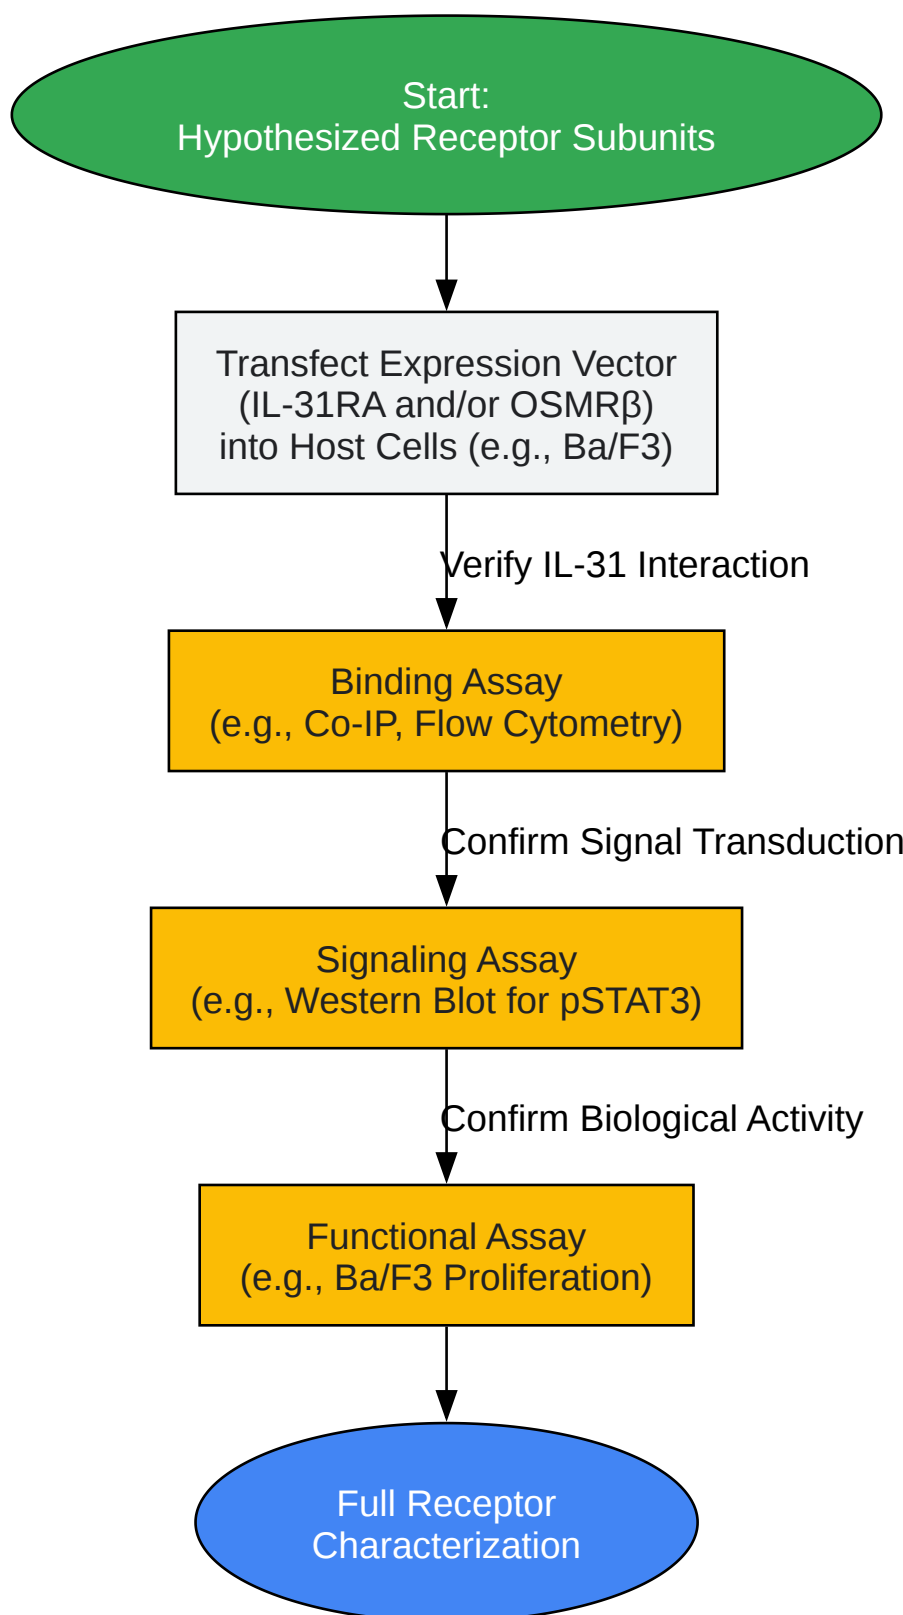 Start:
Hypothesized Receptor Subunits
Transfect Expression Vector
(IL-31RA and/or OSMRβ)
into Host Cells (e.g., Ba/F3)
Verify IL-31 Interaction
Binding Assay
(e.g., Co-IP, Flow Cytometry)
Confirm Signal Transduction
Signaling Assay
(e.g., Western Blot for pSTAT3)
Confirm Biological Activity
Functional Assay
(e.g., Ba/F3 Proliferation)
Full Receptor
Characterization